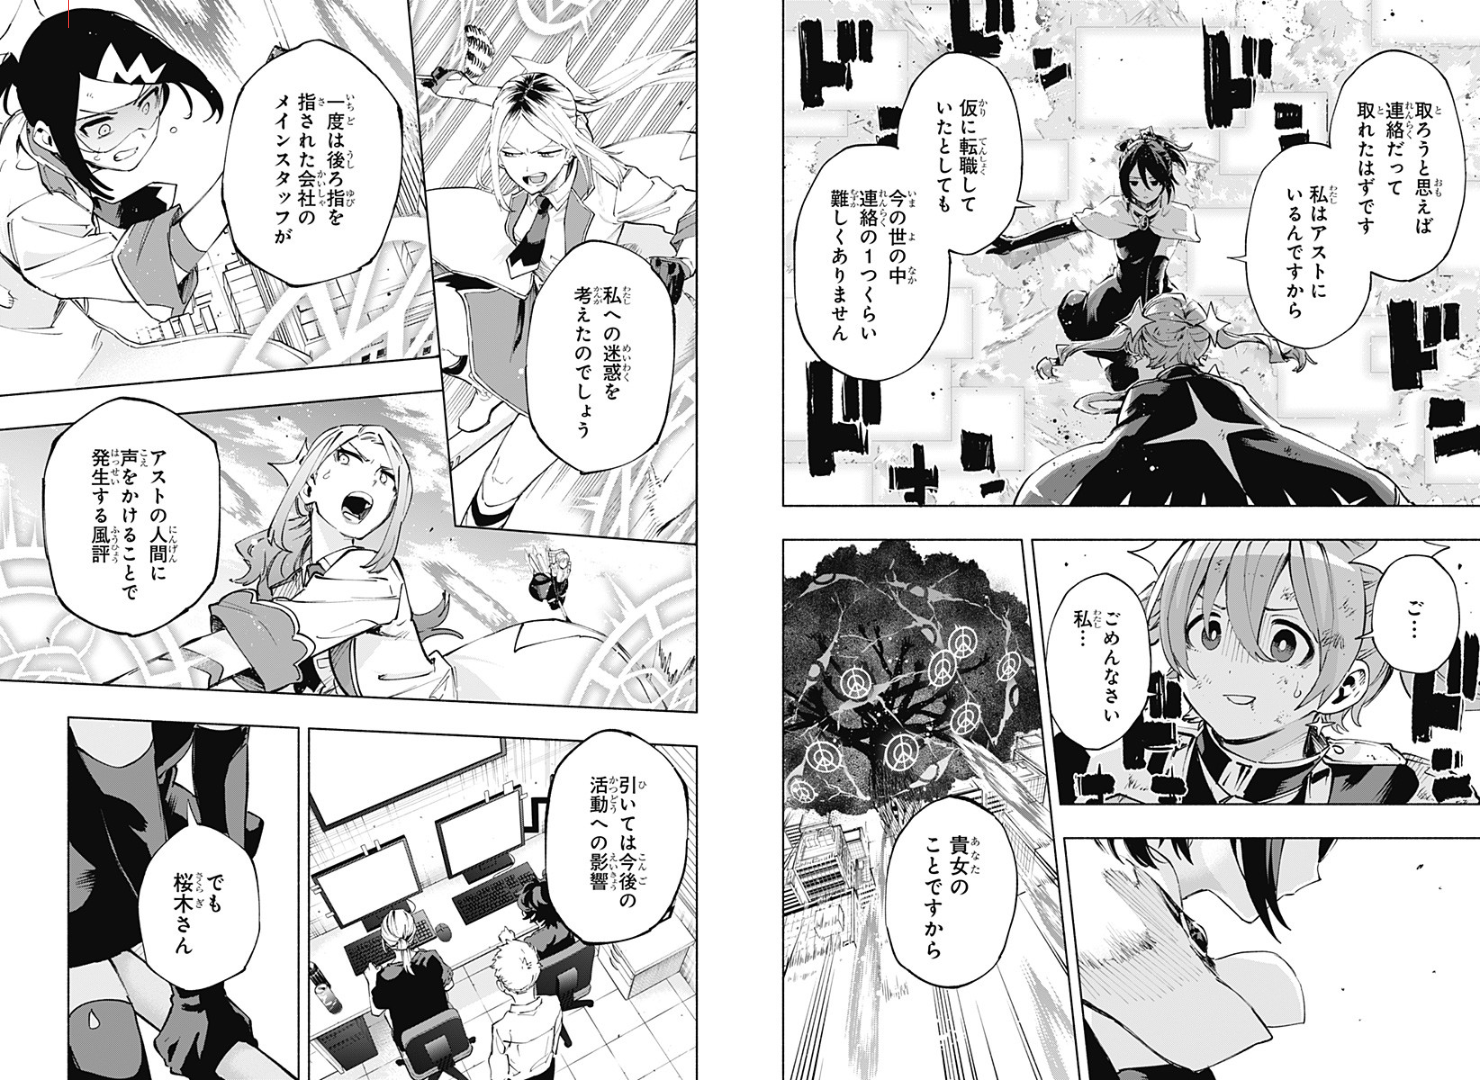 取ろうと思えば
連絡だって
取れたはずです
私はアストに
いるんですから
仮に転職して
いたとしても
今の世の中
連絡の1つくらい
難しくありません
ご…
ごめんなさい
私…
貴女の
ことですから
私への迷惑を
考えたのでしょう
一度は後ろ指を
指された会社の
メインスタッフが
アストの人間に
声をかけることで
発生する風評
引いては今後の
活動への影響
でも
桜木さん